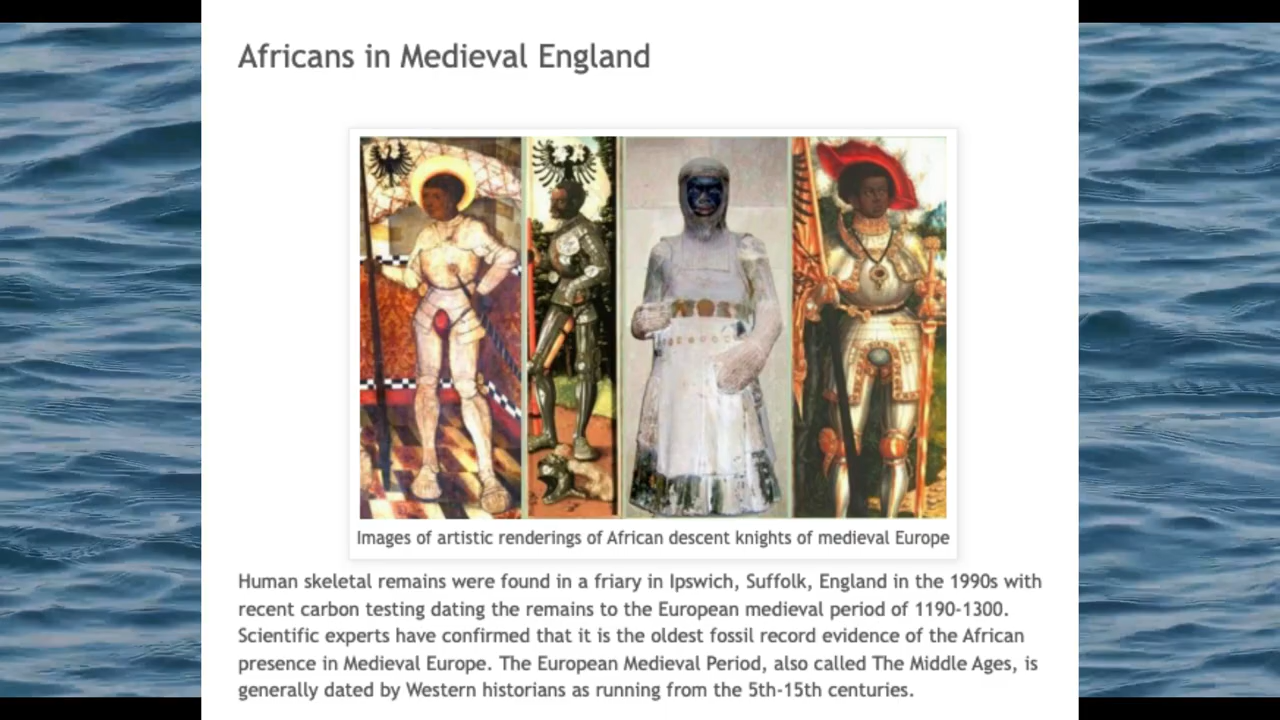 Africans in Medieval England
Images of artistic renderings of African descent knights of medieval Europe
Human skeletal remains were found in a friary in Ipswich, Suffolk, England in the 1990s with
recent carbon testing dating the remains to the European medieval period of 1190-1300.
Scientific experts have confirmed that it is the oldest fossil record evidence of the African
presence in Medieval Europe. The European Medieval Period, also called The Middle Ages, is
generally dated by Western historians as running from the 5th-15th centuries.